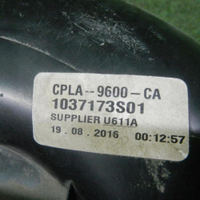 CPLA--9600-CA
1037173S01
SUPPLIER U611A
19.08.2016 00:12:57